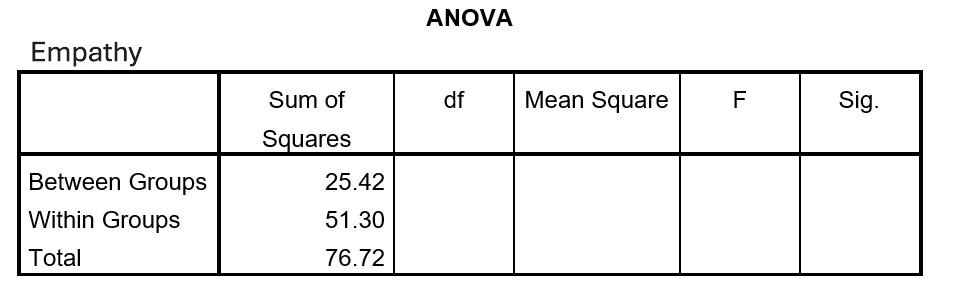 ANOVA
Empathy
Sum of Squares df Mean Square F Sig.
Between Groups 25.42
Within Groups 51.30
Total 76.72